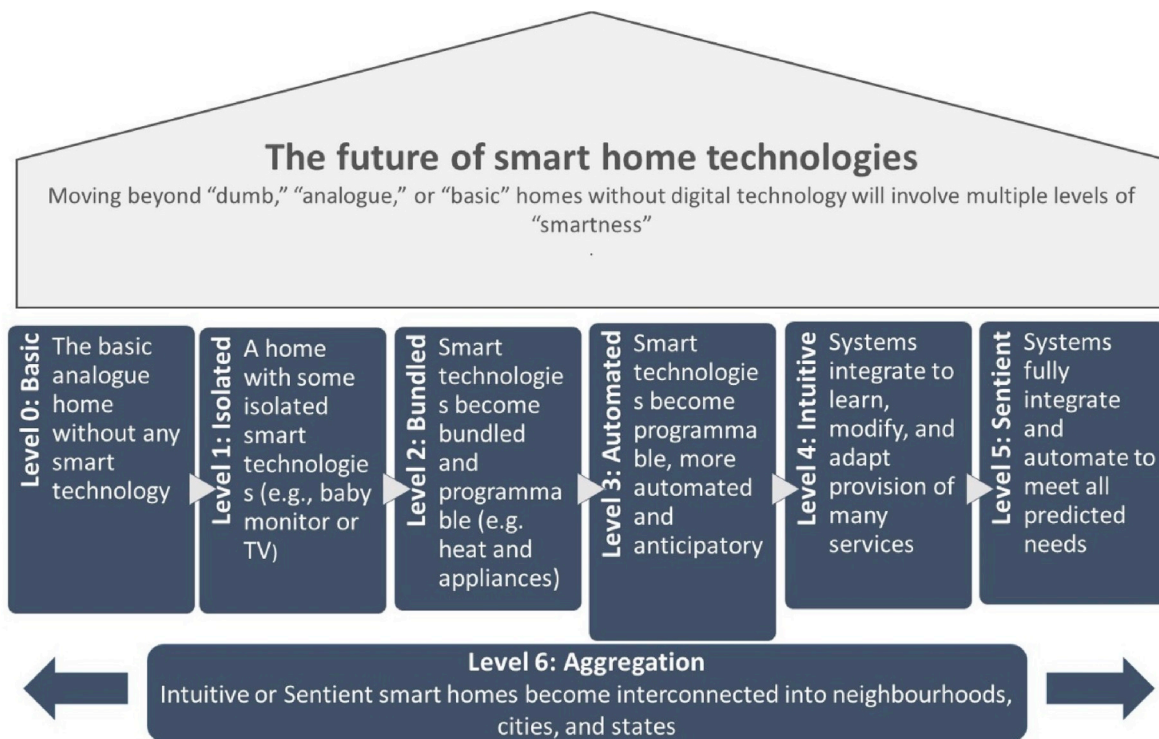 The future of smart home technologies
Moving beyond “dumb,” “analogue,” or “basic” homes without digital technology will involve multiple levels of
“smartness”
.
Level 0: Basic
The basic
analogue
home
without any
smart
technology
Level 1: Isolated
A home
with some
isolated
smart
technologie
s (e.g., baby
monitor or
TV)
Level 2: Bundled
Smart
technologie
s become
bundled
and
programma
ble (e.g.
heat and
appliances)
Level 3: Automated
Smart
technologie
s become
programma
ble, more
automated
and
anticipatory
Level 4: Intuitive
Systems
integrate to
learn,
modify, and
adapt
provision of
many
services
Level 5: Sentient
Systems
fully
integrate
and
automate to
meet all
predicted
needs
Level 6: Aggregation
Intuitive or Sentient smart homes become interconnected into neighbourhoods,
cities, and states